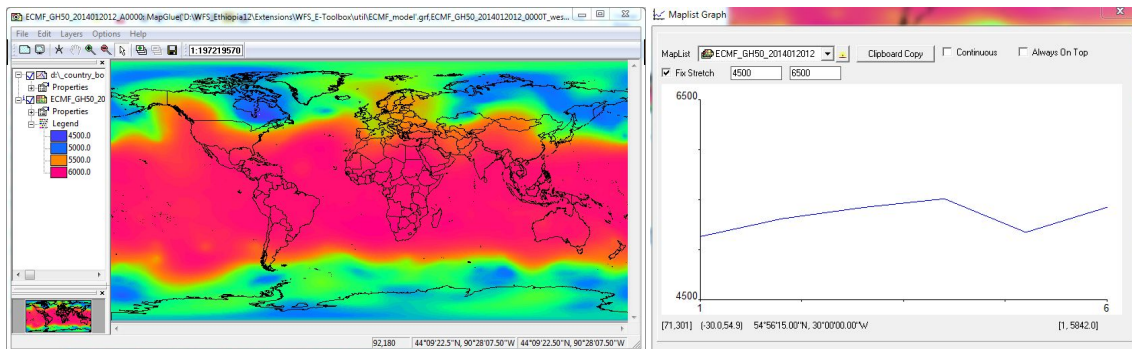 ECMF_GH50_2014012012_A0000: MapGlue('D:\WFS_Ethiopia12\Extensions\WFS_E-Toolbox\util\ECMF_model'.grf,ECMF_GH50_2014012012_0000T_wes...
File Edit Layers Options Help
1:197219570
d:\_country_bo
Properties
ECMF_GH50_20
Properties
Legend
4500.0
5000.0
5500.0
6000.0
92,180 44°09'22.5"N, 90°28'07.50"W 44°09'22.50"N, 90°28'07.50"W
Maplist Graph
MapList ECMF_GH50_2014012012 .. Clipboard Copy Continuous Always On Top
Fix Stretch 4500 6500
6500
4500
1 6
[71,301] (-30.0,54.9) 54°56'15.00"N, 30°00'00.00"W [1, 5842.0]